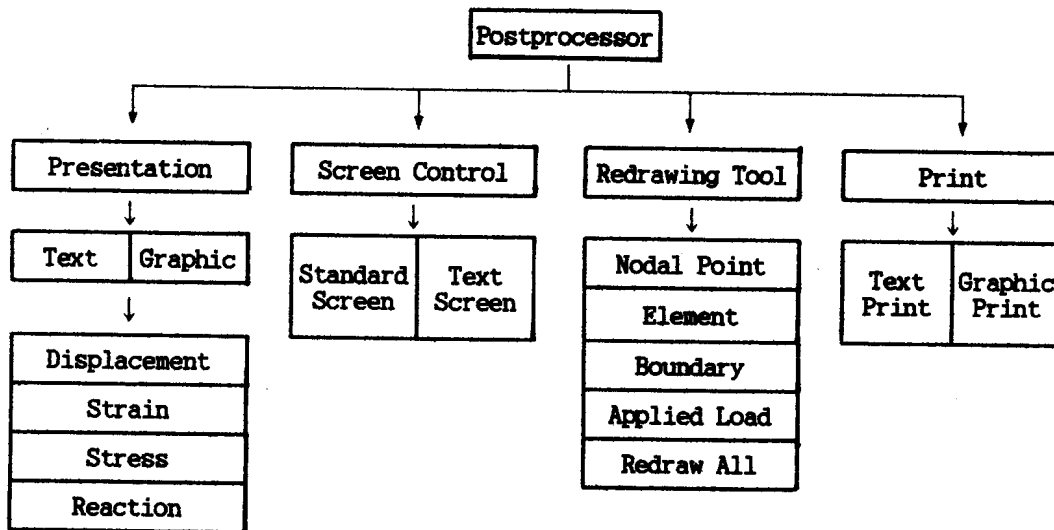 Postprocessor
Presentation
Text
Graphic
Displacement
Strain
Stress
Reaction
Screen Control
Standard
Screen
Text
Screen
Redrawing Tool
Nodal Point
Element
Boundary
Applied Load
Redraw All
Print
Text
Print
Graphic
Print